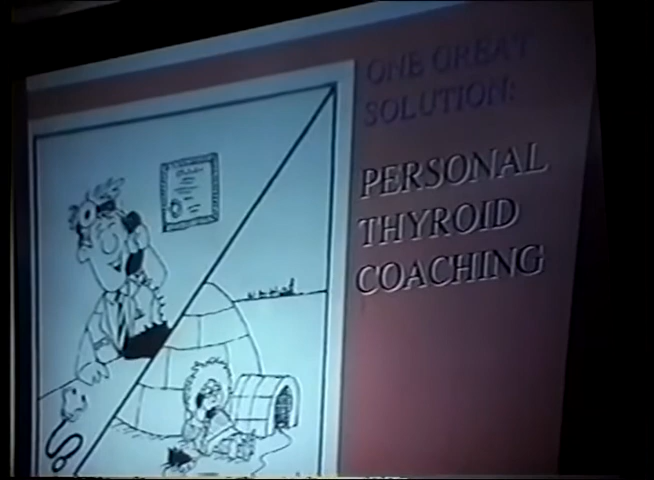 ONE GREAT
SOLUTION:
PERSONAL
THYROID
COACHING